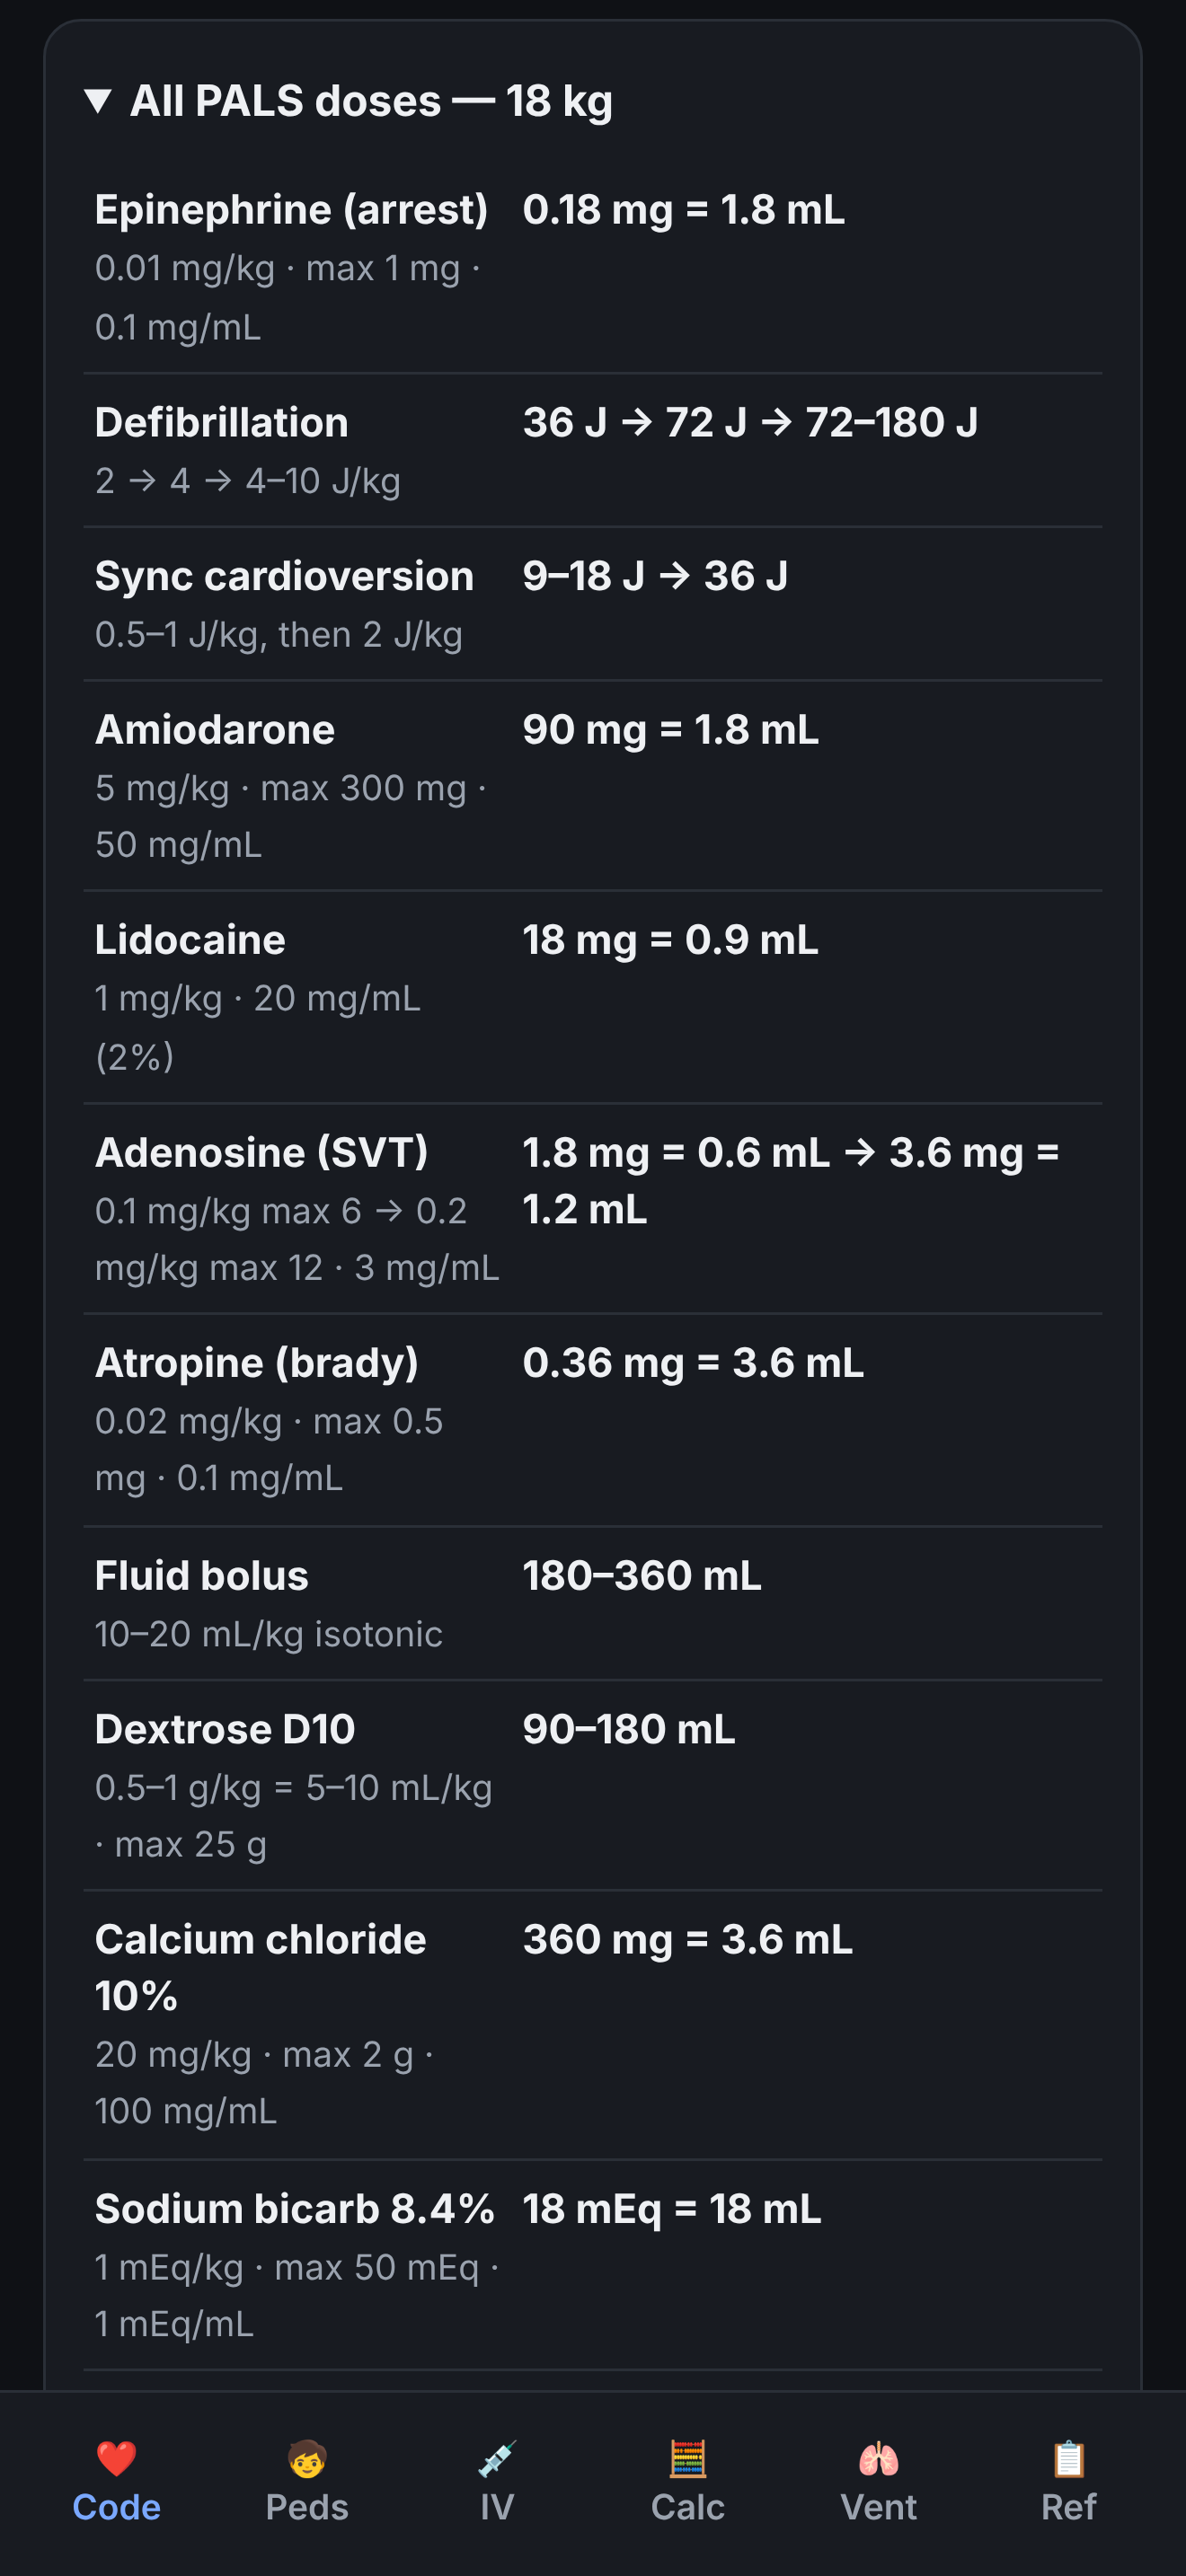 ▼ All PALS doses — 18 kg
Epinephrine (arrest) 0.18 mg = 1.8 mL
0.01 mg/kg · max 1 mg ·
0.1 mg/mL
Defibrillation 36 J → 72 J → 72–180 J
2 → 4 → 4–10 J/kg
Sync cardioversion 9–18 J → 36 J
0.5–1 J/kg, then 2 J/kg
Amiodarone 90 mg = 1.8 mL
5 mg/kg · max 300 mg ·
50 mg/mL
Lidocaine 18 mg = 0.9 mL
1 mg/kg · 20 mg/mL
(2%)
Adenosine (SVT) 1.8 mg = 0.6 mL → 3.6 mg =
1.2 mL
0.1 mg/kg max 6 → 0.2
mg/kg max 12 · 3 mg/mL
Atropine (brady) 0.36 mg = 3.6 mL
0.02 mg/kg · max 0.5
mg · 0.1 mg/mL
Fluid bolus 180–360 mL
10–20 mL/kg isotonic
Dextrose D10 90–180 mL
0.5–1 g/kg = 5–10 mL/kg
· max 25 g
Calcium chloride 360 mg = 3.6 mL
10%
20 mg/kg · max 2 g ·
100 mg/mL
Sodium bicarb 8.4% 18 mEq = 18 mL
1 mEq/kg · max 50 mEq ·
1 mEq/mL
Code Peds IV Calc Vent Ref